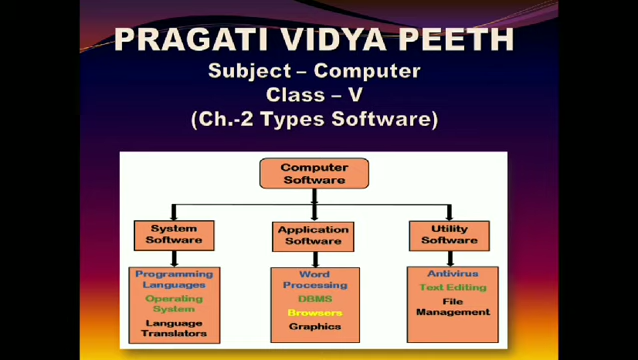 PRAGATI VIDYA PEETH
Subject – Computer
Class – V
(Ch.-2 Types Software)
Computer
Software
System
Software
Application
Software
Utility
Software
Programming
Languages
Operating
System
Language
Translators
Word
Processing
DBMS
Browsers
Graphics
Antivirus
Text Editing
File
Management